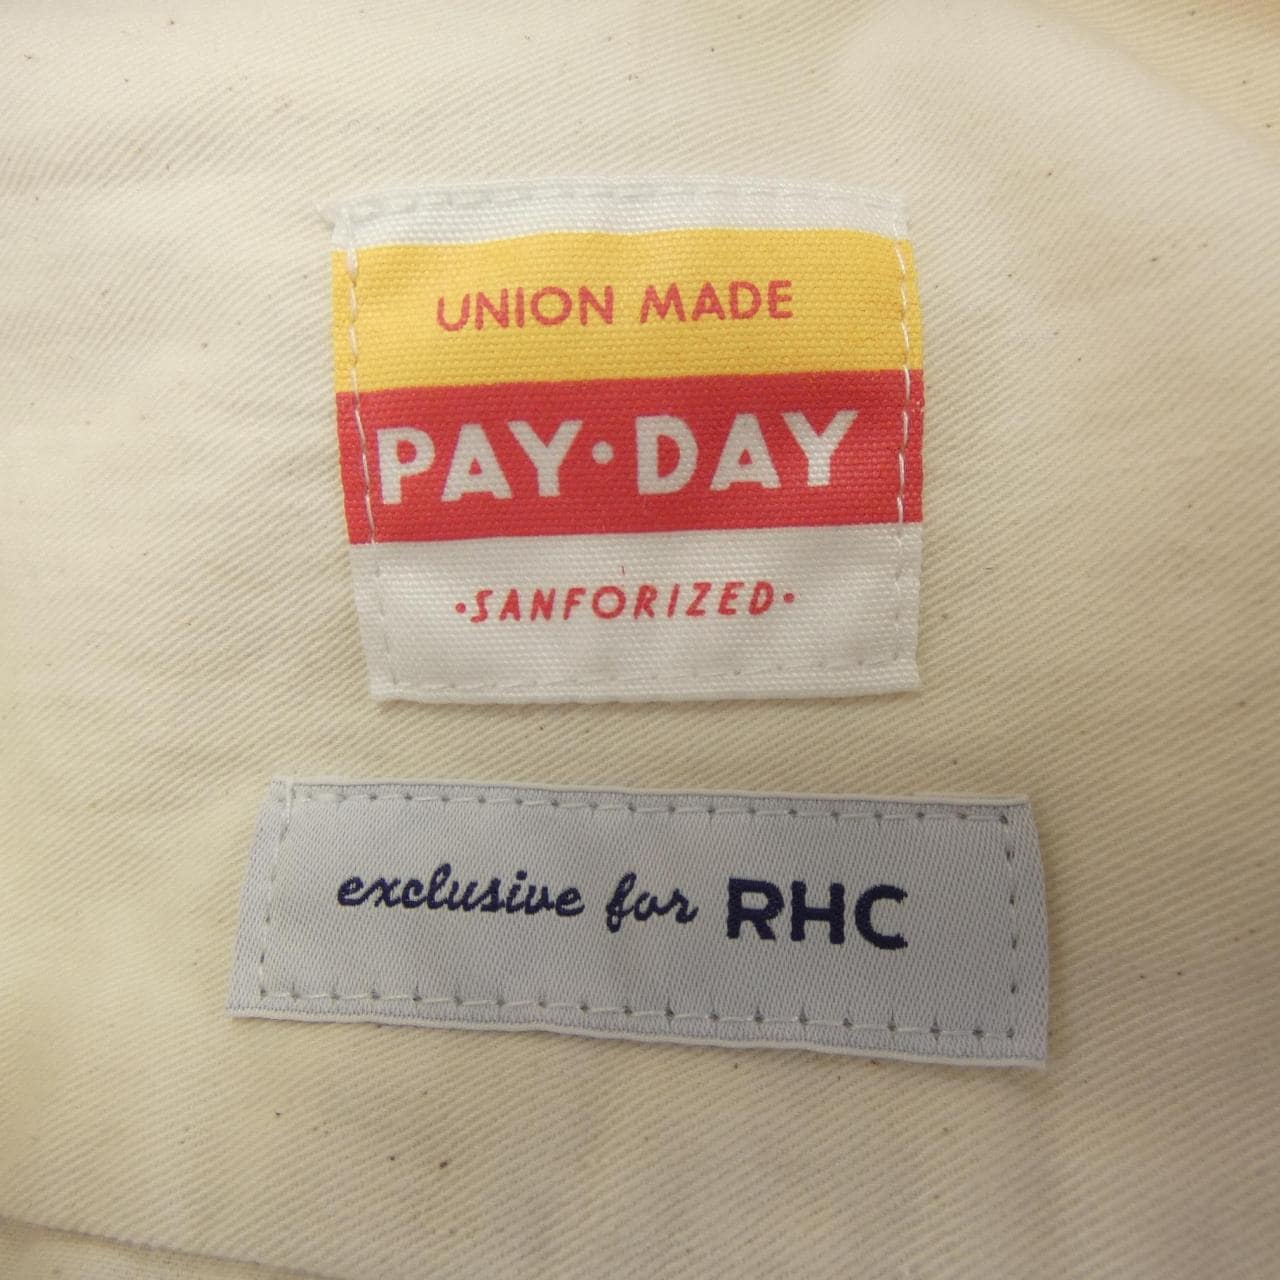 UNION MADE
PAY·DAY
·SANFORIZED·
exclusive for RHC